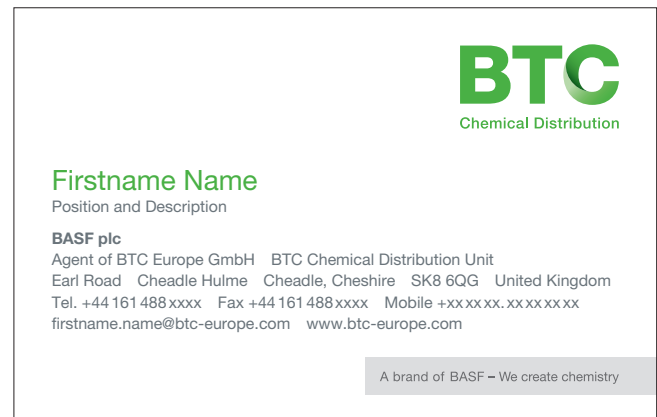 BTC
Chemical Distribution
Firstname Name
Position and Description
BASF plc
Agent of BTC Europe GmbH BTC Chemical Distribution Unit
Earl Road Cheadle Hulme Cheadle, Cheshire SK8 6QG United Kingdom
Tel. +44 161 488 xxxx Fax +44 161 488 xxxx Mobile +xx xx xx. xx xx xx xx
firstname.name@btc-europe.com www.btc-europe.com
A brand of BASF – We create chemistry